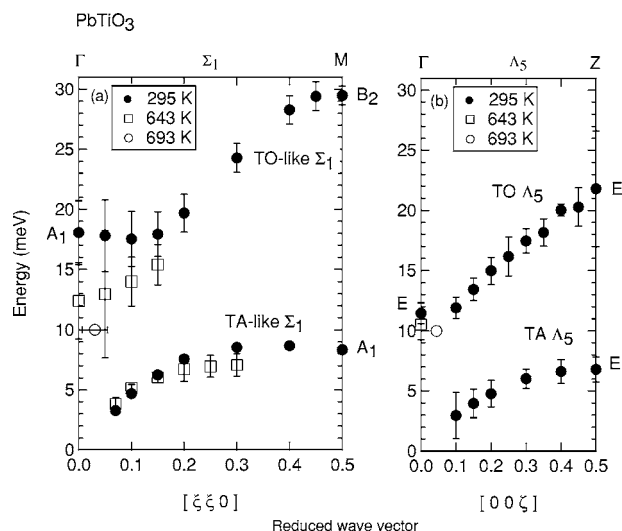 PbTiO₃
Γ Σ₁ M
(a)
295 K
643 K
693 K
30
25
20
15
10
5
0
Energy (meV)
B₂
TO-like Σ₁
A₁
TA-like Σ₁
A₁
0.0 0.1 0.2 0.3 0.4 0.5
[ξξ0]
Γ Λ₅ Z
(b)
295 K
643 K
693 K
30
25
20
15
10
5
0
TO Λ₅
E
E
TA Λ₅
E
0.0 0.1 0.2 0.3 0.4 0.5
[00ζ]
Reduced wave vector